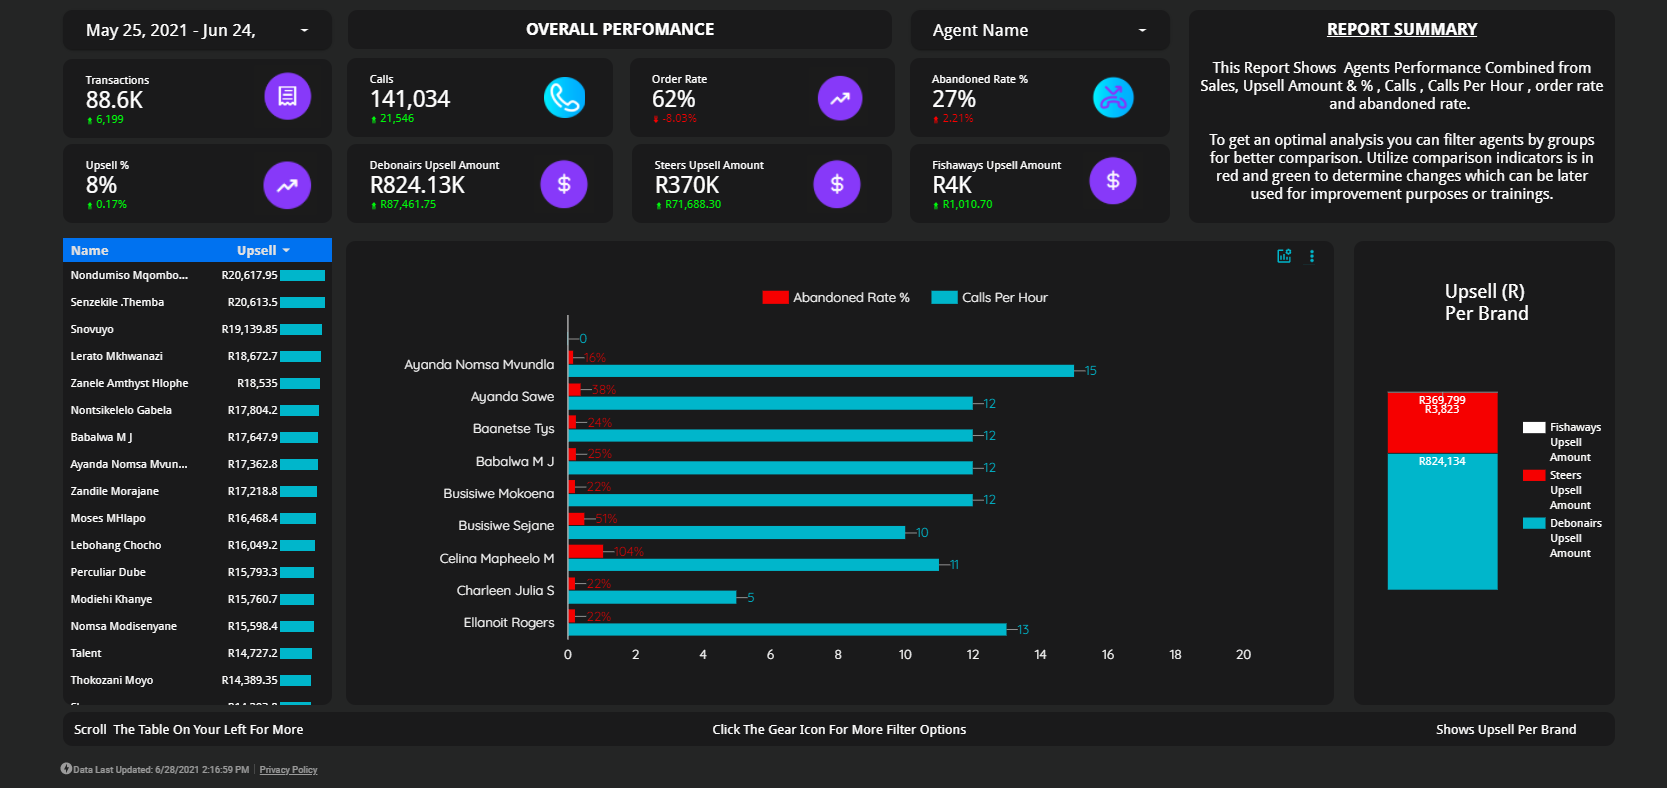 May 25, 2021 - Jun 24,
OVERALL PERFOMANCE
Agent Name
REPORT SUMMARY
This Report Shows  Agents Performance Combined from
Sales, Upsell Amount & % , Calls , Calls Per Hour , order rate
and abandoned rate.
To get an optimal analysis you can filter agents by groups
for better comparison. Utilize comparison indicators is in
red and green to determine changes which can be later
used for improvement purposes or trainings.
Transactions
88.6K
6,199
Calls
141,034
21,546
Order Rate
62%
-8.03%
Abandoned Rate %
27%
2.21%
Upsell %
8%
0.17%
Debonairs Upsell Amount
R824.13K
R87,461.75
Steers Upsell Amount
R370K
R71,688.30
Fishaways Upsell Amount
R4K
R1,010.70
Name Upsell
Nondumiso Mqombo... R20,617.95
Senzekile .Themba R20,613.5
Snovuyo R19,139.85
Lerato Mkhwanazi R18,672.7
Zanele Amthyst Hlophe R18,535
Nontsikelelo Gabela R17,804.2
Babalwa M J R17,647.9
Ayanda Nomsa Mvun... R17,362.8
Zandile Morajane R17,218.8
Moses MHlapo R16,468.4
Lebohang Chocho R16,049.2
Perculiar Dube R15,793.3
Modiehi Khanye R15,760.7
Nomsa Modisenyane R15,598.4
Talent R14,727.2
Thokozani Moyo R14,389.35
Abandoned Rate % Calls Per Hour
0
Ayanda Nomsa Mvundla 16% 15
Ayanda Sawe 38% 12
Baanetse Tys 24% 12
Babalwa M J 25% 12
Busisiwe Mokoena 22% 12
Busisiwe Sejane 51% 10
Celina Mapheelo M 104% 11
Charleen Julia S 22% 5
Ellanoit Rogers 22% 13
0 2 4 6 8 10 12 14 16 18 20
Upsell (R)
Per Brand
R369,799
R3,823
R824,134
Fishaways
Upsell
Amount
Steers
Upsell
Amount
Debonairs
Upsell
Amount
Scroll  The Table On Your Left For More
Click The Gear Icon For More Filter Options
Shows Upsell Per Brand
Data Last Updated: 6/28/2021 2:16:59 PM | Privacy Policy